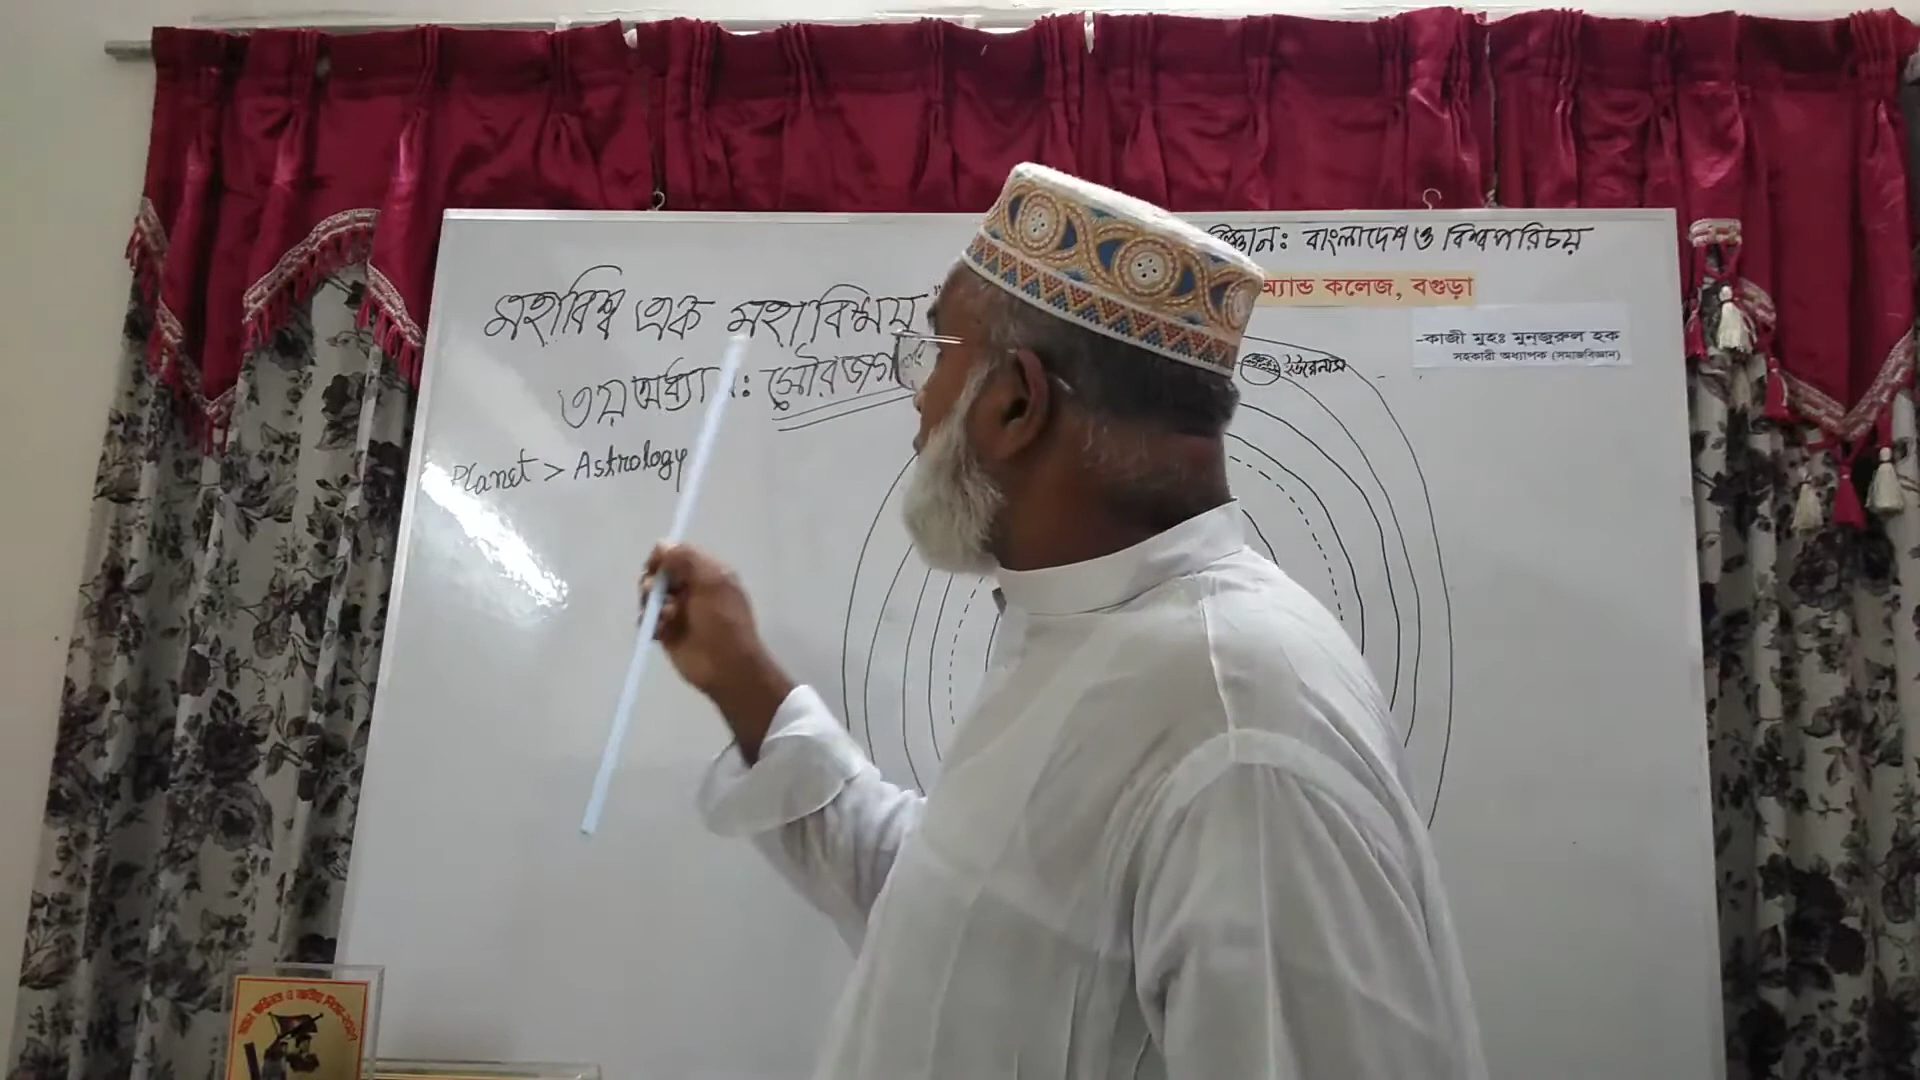 বিজ্ঞান: বাংলাদেশ ও বিশ্বপরিচয়
অ্যান্ড কলেজ, বগুড়া
-কাজী মুহঃ মুনজুরুল হক
সহকারী অধ্যাপক (সমাজবিজ্ঞান)
মহাবিশ্ব এক মহাবিস্ময়
৩য় অধ্যায়: সৌরজগ
ইউরেনাস
Planet > Astrology